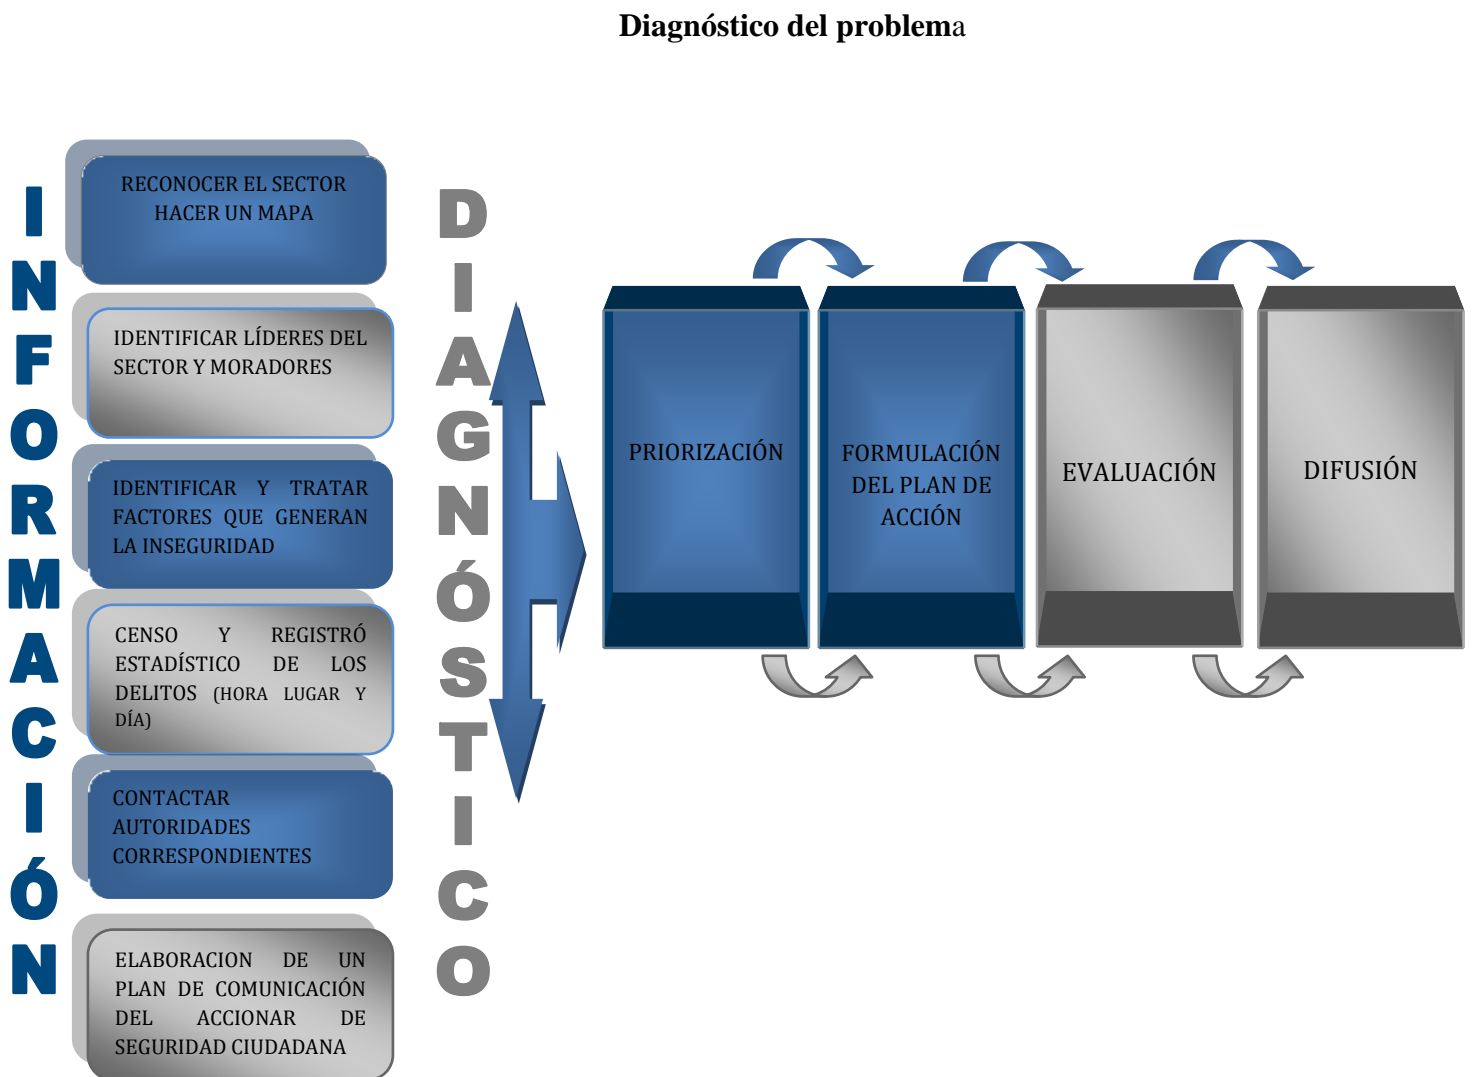 Diagnóstico del problema
INFORMACIÓN
RECONOCER EL SECTOR
HACER UN MAPA
IDENTIFICAR LÍDERES DEL
SECTOR Y MORADORES
IDENTIFICAR Y TRATAR
FACTORES QUE GENERAN
LA INSEGURIDAD
CENSO Y REGISTRÓ
ESTADÍSTICO DE LOS
DELITOS (HORA LUGAR Y
DÍA)
CONTACTAR
AUTORIDADES
CORRESPONDIENTES
ELABORACION DE UN
PLAN DE COMUNICACIÓN
DEL ACCIONAR DE
SEGURIDAD CIUDADANA
DIAGNÓSTICO
PRIORIZACIÓN
FORMULACIÓN
DEL PLAN DE
ACCIÓN
EVALUACIÓN
DIFUSIÓN